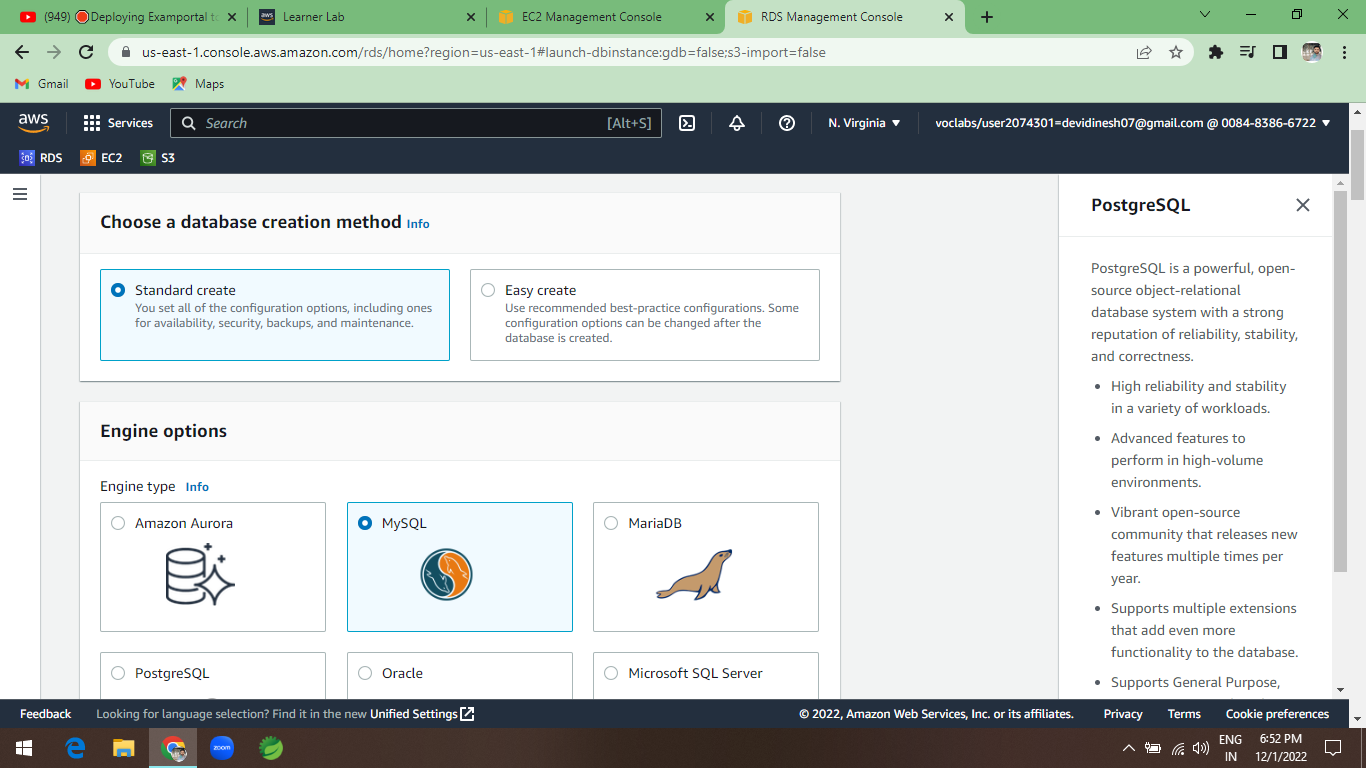 (949) 🔴Deploying Examportal to
Learner Lab
EC2 Management Console
RDS Management Console
us-east-1.console.aws.amazon.com/rds/home?region=us-east-1#launch-dbinstance:gdb=false;s3-import=false
Gmail
YouTube
Maps
aws
Services
Search
[Alt+S]
N. Virginia
voclabs/user2074301=devidinesh07@gmail.com @ 0084-8386-6722
RDS
EC2
S3
Choose a database creation method Info
Standard create
You set all of the configuration options, including ones
for availability, security, backups, and maintenance.
Easy create
Use recommended best-practice configurations. Some
configuration options can be changed after the
database is created.
Engine options
Engine type Info
Amazon Aurora
MySQL
MariaDB
PostgreSQL
Oracle
Microsoft SQL Server
PostgreSQL
PostgreSQL is a powerful, open-
source object-relational
database system with a strong
reputation of reliability, stability,
and correctness.
• High reliability and stability
in a variety of workloads.
• Advanced features to
perform in high-volume
environments.
• Vibrant open-source
community that releases new
features multiple times per
year.
• Supports multiple extensions
that add even more
functionality to the database.
• Supports General Purpose,
Feedback
Looking for language selection? Find it in the new Unified Settings
© 2022, Amazon Web Services, Inc. or its affiliates.
Privacy
Terms
Cookie preferences
zoom
ENG
IN
6:52 PM
12/1/2022